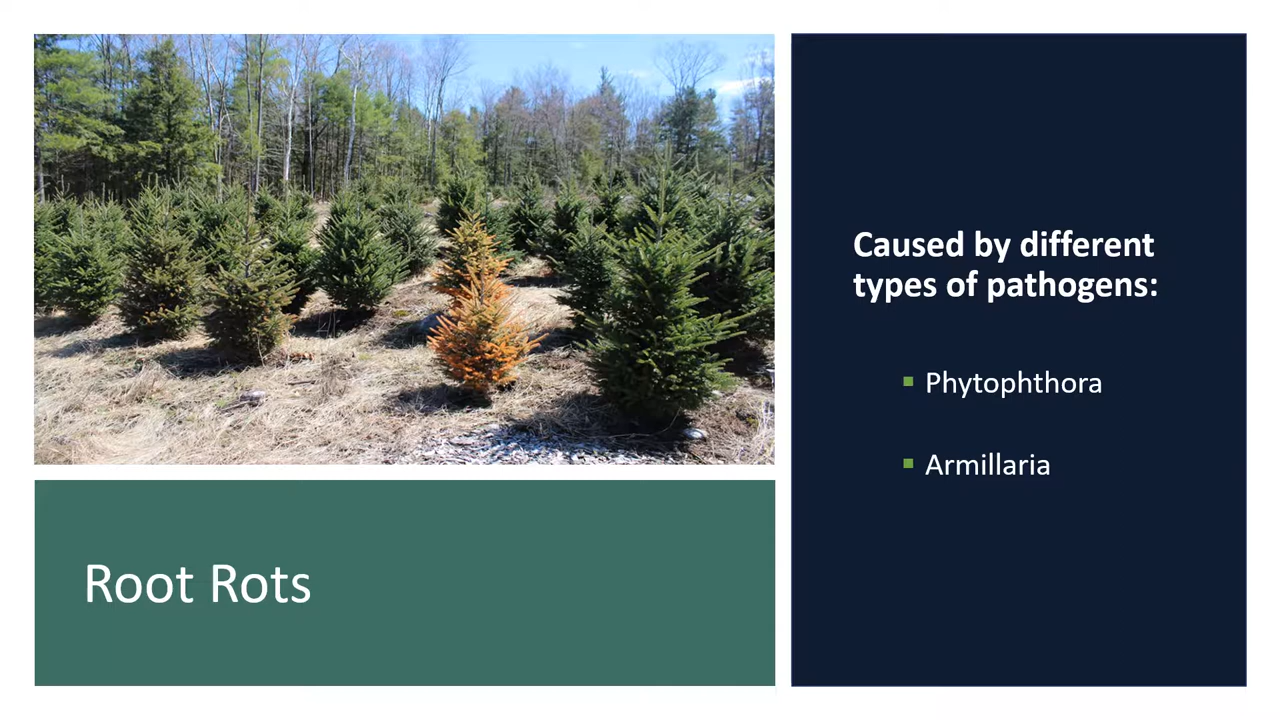 Caused by different
types of pathogens:
▪ Phytophthora
▪ Armillaria
Root Rots